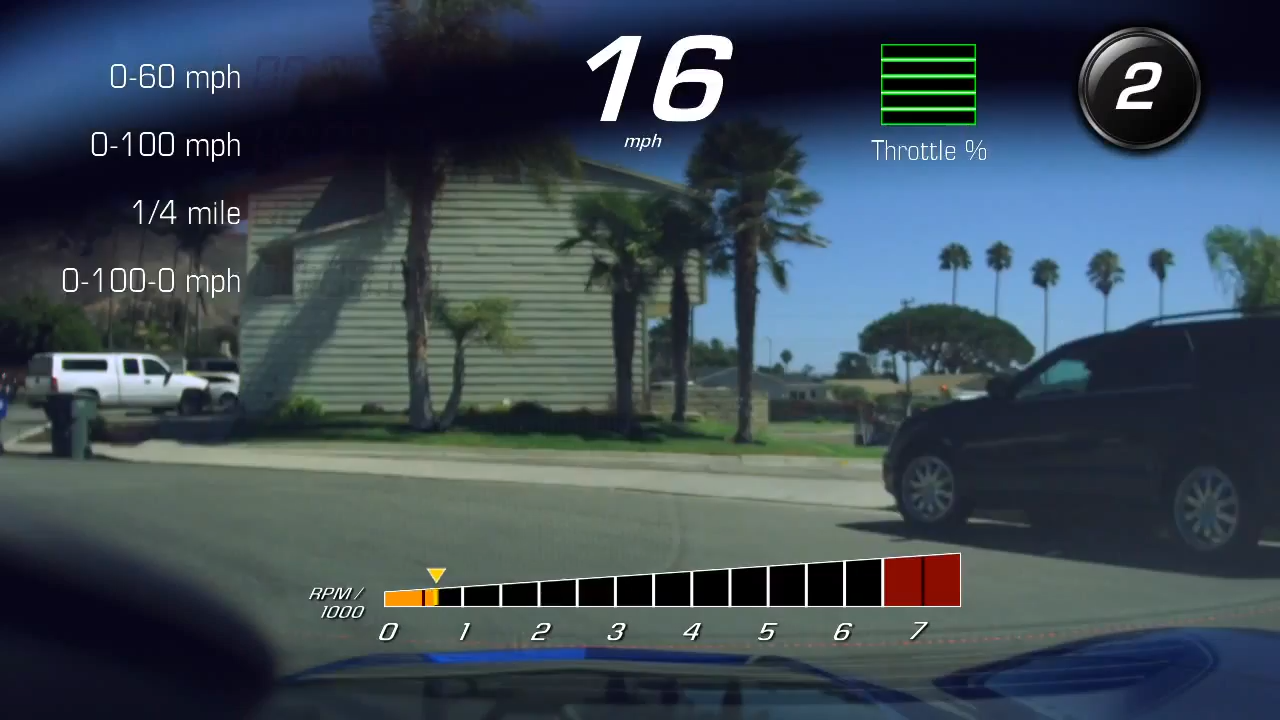 0-60 mph
0-100 mph
1/4 mile
0-100-0 mph
16
mph
Throttle %
2
RPM /
1000
0 1 2 3 4 5 6 7